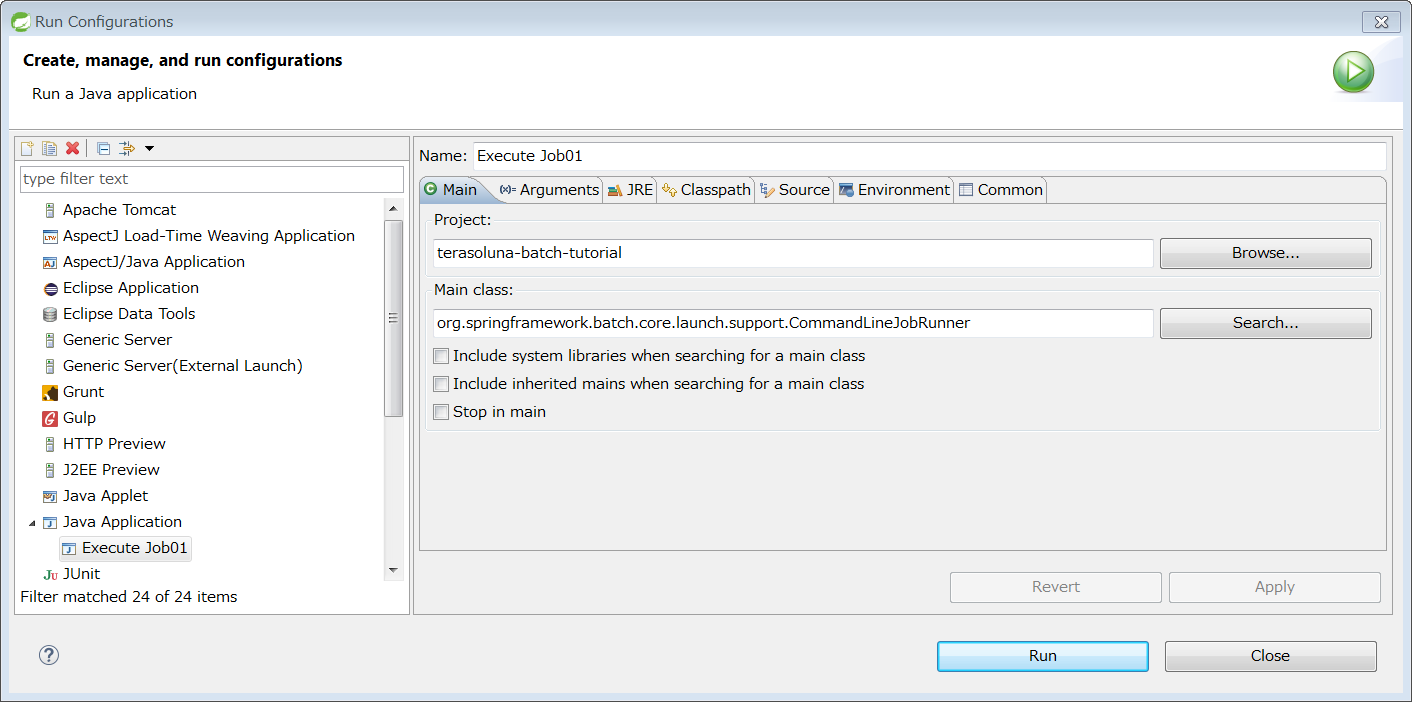 Run Configurations
Create, manage, and run configurations
Run a Java application
type filter text
Apache Tomcat
AspectJ Load-Time Weaving Application
AspectJ/Java Application
Eclipse Application
Eclipse Data Tools
Generic Server
Generic Server(External Launch)
Grunt
Gulp
HTTP Preview
J2EE Preview
Java Applet
Java Application
Execute Job01
JUnit
Filter matched 24 of 24 items
Name: Execute Job01
Main (x)= Arguments JRE Classpath Source Environment Common
Project:
terasoluna-batch-tutorial Browse...
Main class:
org.springframework.batch.core.launch.support.CommandLineJobRunner Search...
Include system libraries when searching for a main class
Include inherited mains when searching for a main class
Stop in main
Revert Apply
Run Close